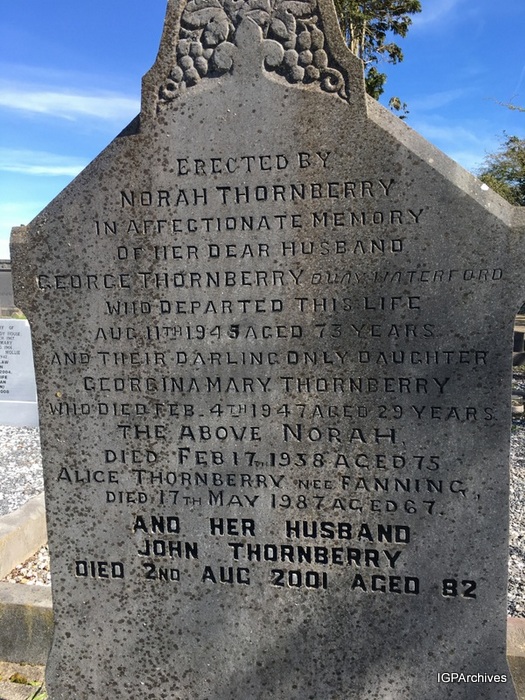 ERECTED BY
NORAH THORNBERRY
IN AFFECTIONATE MEMORY
OF HER DEAR HUSBAND
GEORGE THORNBERRY QUAY, WATERFORD
WHO DEPARTED THIS LIFE
AUG 11TH 1945 AGED 73 YEARS
AND THEIR DARLING ONLY DAUGHTER
GEORGINA MARY THORNBERRY
WHO DIED FEB. 4TH 1947 AGED 29 YEARS.
THE ABOVE NORAH
DIED FEB 17TH 1938 AGED 75
ALICE THORNBERRY NEE FANNING,
DIED 17TH MAY 1987 AGED 67.
AND HER HUSBAND
JOHN THORNBERRY
DIED 2ND AUG 2001 AGED 82
IGPArchives